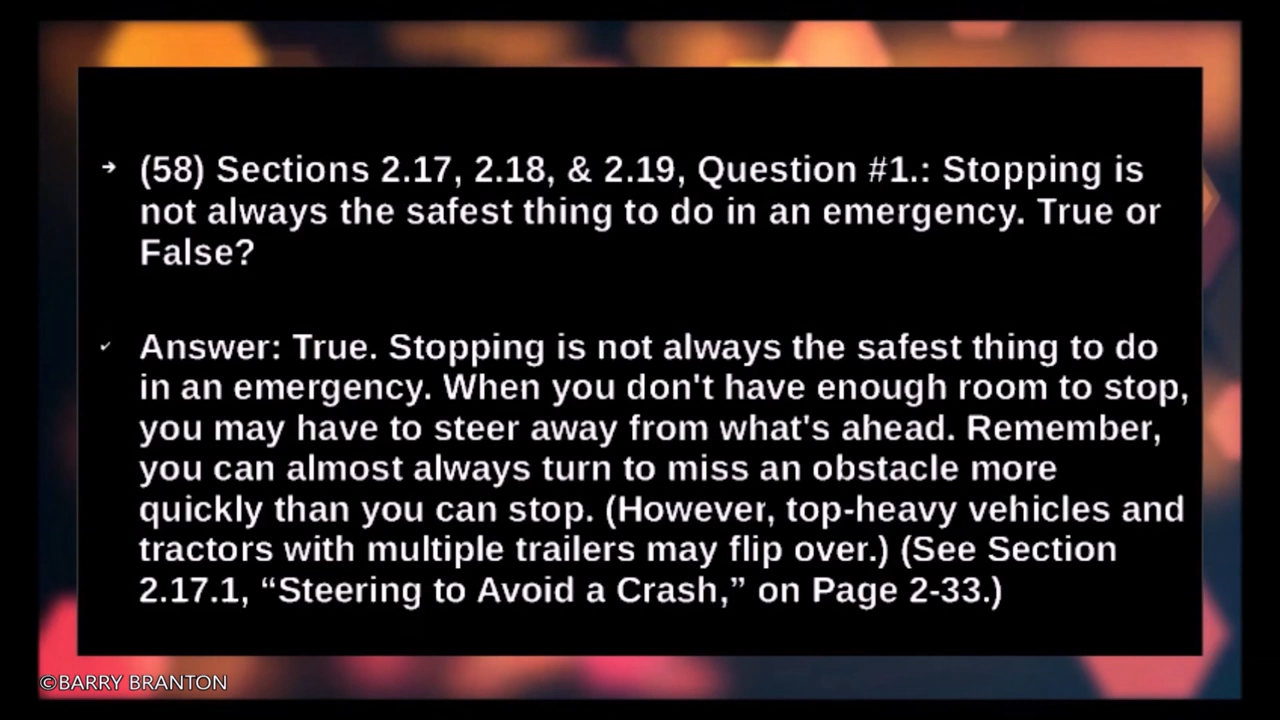 → (58) Sections 2.17, 2.18, & 2.19, Question #1.: Stopping is
not always the safest thing to do in an emergency. True or
False?
✓ Answer: True. Stopping is not always the safest thing to do
in an emergency. When you don't have enough room to stop,
you may have to steer away from what's ahead. Remember,
you can almost always turn to miss an obstacle more
quickly than you can stop. (However, top-heavy vehicles and
tractors with multiple trailers may flip over.) (See Section
2.17.1, “Steering to Avoid a Crash,” on Page 2-33.)
©BARRY BRANTON